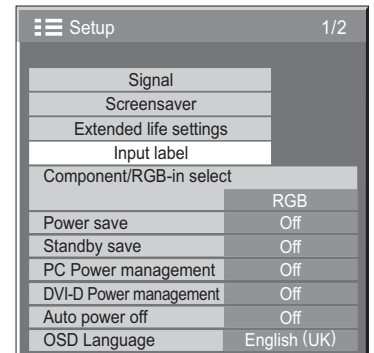 Setup 1/2
Signal
Screensaver
Extended life settings
Input label
Component/RGB-in select
RGB
Power save Off
Standby save Off
PC Power management Off
DVI-D Power management Off
Auto power off Off
OSD Language English (UK)